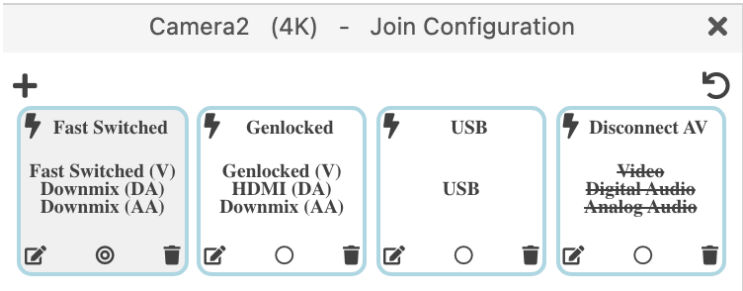 Camera2 (4K) - Join Configuration
Fast Switched
Fast Switched (V)
Downmix (DA)
Downmix (AA)
Genlocked
Genlocked (V)
HDMI (DA)
Downmix (AA)
USB
USB
Disconnect AV
Video
Digital Audio
Analog Audio